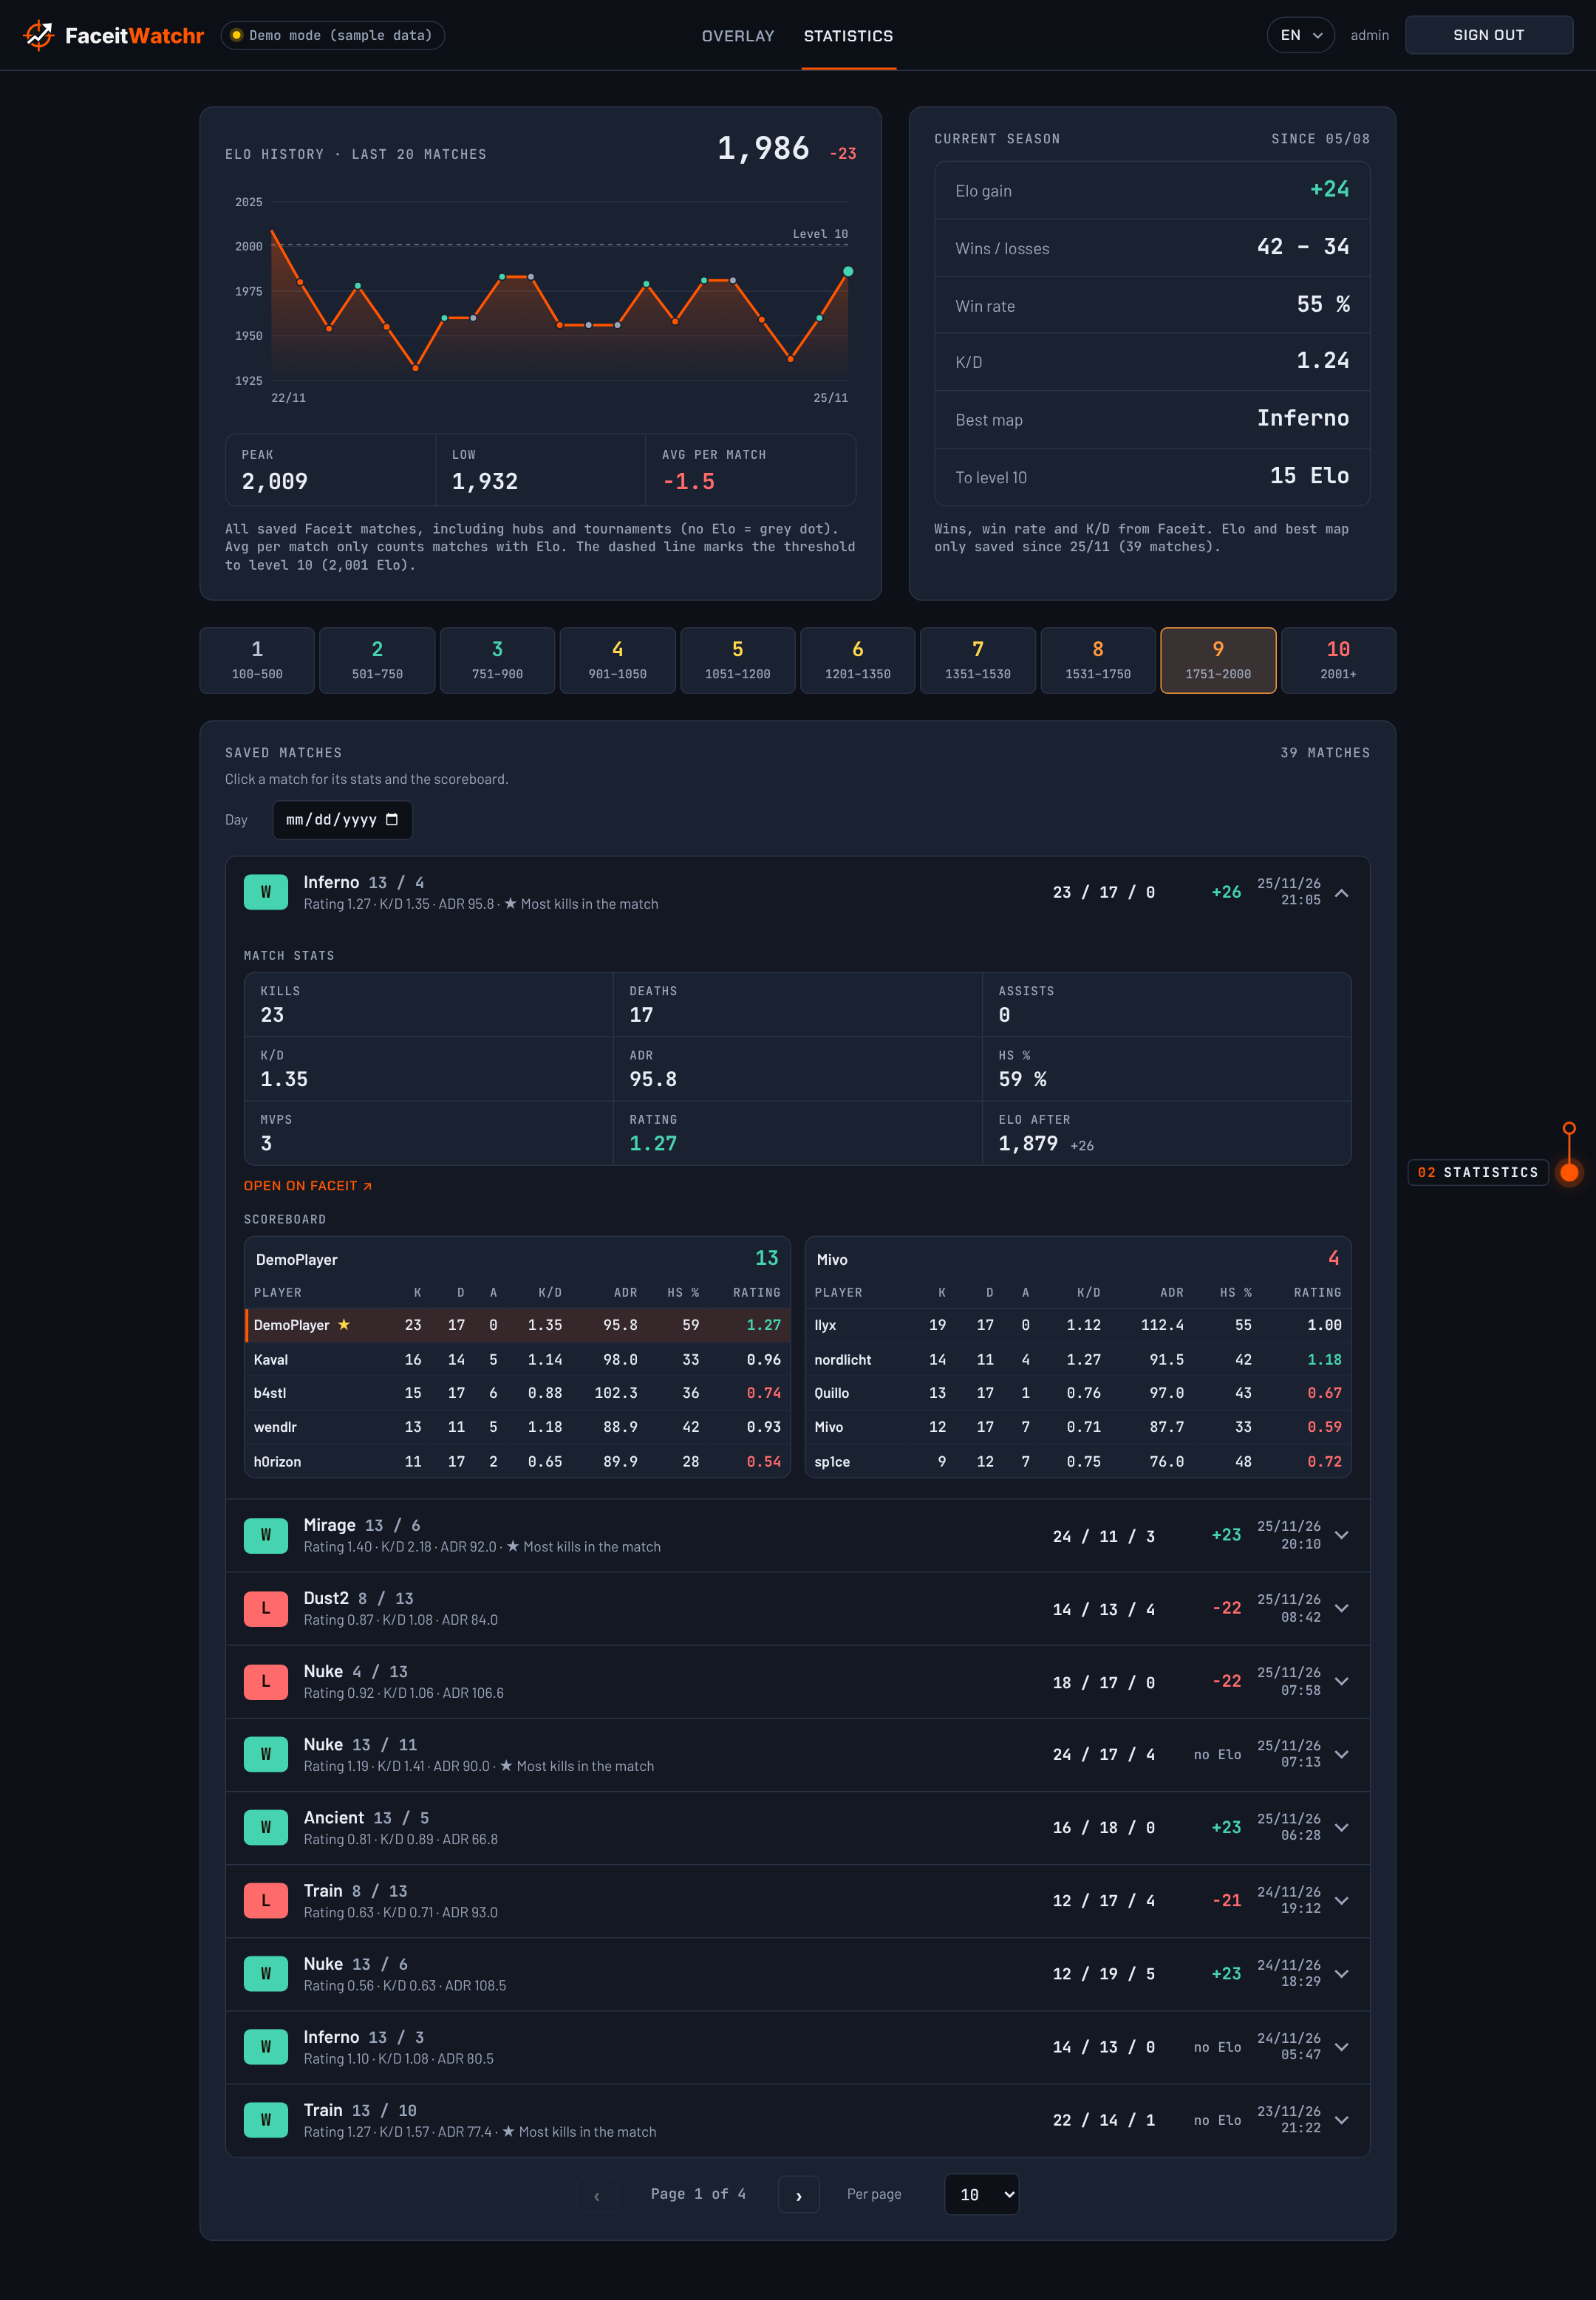 FaceitWatchr
Demo mode (sample data)
OVERLAY
STATISTICS
EN
admin
SIGN OUT
ELO HISTORY · LAST 20 MATCHES
1,986 -23
2025
2000
1975
1950
1925
Level 10
22/11
25/11
PEAK
2,009
LOW
1,932
AVG PER MATCH
-1.5
All saved Faceit matches, including hubs and tournaments (no Elo = grey dot).
Avg per match only counts matches with Elo. The dashed line marks the threshold
to level 10 (2,001 Elo).
CURRENT SEASON
SINCE 05/08
Elo gain +24
Wins / losses 42 – 34
Win rate 55 %
K/D 1.24
Best map Inferno
To level 10 15 Elo
Wins, win rate and K/D from Faceit. Elo and best map
only saved since 25/11 (39 matches).
1
100–500
2
501–750
3
751–900
4
901–1050
5
1051–1200
6
1201–1350
7
1351–1530
8
1531–1750
9
1751–2000
10
2001+
SAVED MATCHES
39 MATCHES
Click a match for its stats and the scoreboard.
Day mm/dd/yyyy
W Inferno 13 / 4
Rating 1.27 · K/D 1.35 · ADR 95.8 · ★ Most kills in the match
23 / 17 / 0 +26 25/11/26
21:05
MATCH STATS
KILLS
23
DEATHS
17
ASSISTS
0
K/D
1.35
ADR
95.8
HS %
59 %
MVPS
3
RATING
1.27
ELO AFTER
1,879 +26
OPEN ON FACEIT ↗
SCOREBOARD
DemoPlayer 13
PLAYER K D A K/D ADR HS % RATING
DemoPlayer ★ 23 17 0 1.35 95.8 59 1.27
Kaval 16 14 5 1.14 98.0 33 0.96
b4stl 15 17 6 0.88 102.3 36 0.74
wendlr 13 11 5 1.18 88.9 42 0.93
h0rizon 11 17 2 0.65 89.9 28 0.54
Mivo 4
PLAYER K D A K/D ADR HS % RATING
llyx 19 17 0 1.12 112.4 55 1.00
nordlicht 14 11 4 1.27 91.5 42 1.18
Quillo 13 17 1 0.76 97.0 43 0.67
Mivo 12 17 7 0.71 87.7 33 0.59
sp1ce 9 12 7 0.75 76.0 48 0.72
02 STATISTICS
W Mirage 13 / 6
Rating 1.40 · K/D 2.18 · ADR 92.0 · ★ Most kills in the match
24 / 11 / 3 +23 25/11/26
20:10
L Dust2 8 / 13
Rating 0.87 · K/D 1.08 · ADR 84.0
14 / 13 / 4 -22 25/11/26
08:42
L Nuke 4 / 13
Rating 0.92 · K/D 1.06 · ADR 106.6
18 / 17 / 0 -22 25/11/26
07:58
W Nuke 13 / 11
Rating 1.19 · K/D 1.41 · ADR 90.0 · ★ Most kills in the match
24 / 17 / 4 no Elo 25/11/26
07:13
W Ancient 13 / 5
Rating 0.81 · K/D 0.89 · ADR 66.8
16 / 18 / 0 +23 25/11/26
06:28
L Train 8 / 13
Rating 0.63 · K/D 0.71 · ADR 93.0
12 / 17 / 4 -21 24/11/26
19:12
W Nuke 13 / 6
Rating 0.56 · K/D 0.63 · ADR 108.5
12 / 19 / 5 +23 24/11/26
18:29
W Inferno 13 / 3
Rating 1.10 · K/D 1.08 · ADR 80.5
14 / 13 / 0 no Elo 24/11/26
05:47
W Train 13 / 10
Rating 1.27 · K/D 1.57 · ADR 77.4 · ★ Most kills in the match
22 / 14 / 1 no Elo 23/11/26
21:22
‹ Page 1 of 4 › Per page 10